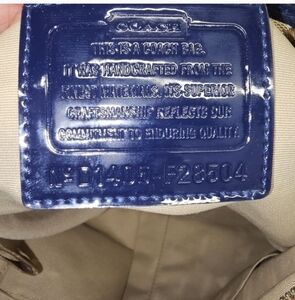 COACH
THIS IS A COACH BAG.
IT WAS HANDCRAFTED FROM THE
FINEST MATERIALS. ITS SUPERIOR
CRAFTSMANSHIP REFLECTS OUR
COMMITMENT TO ENDURING QUALITY.
F28504